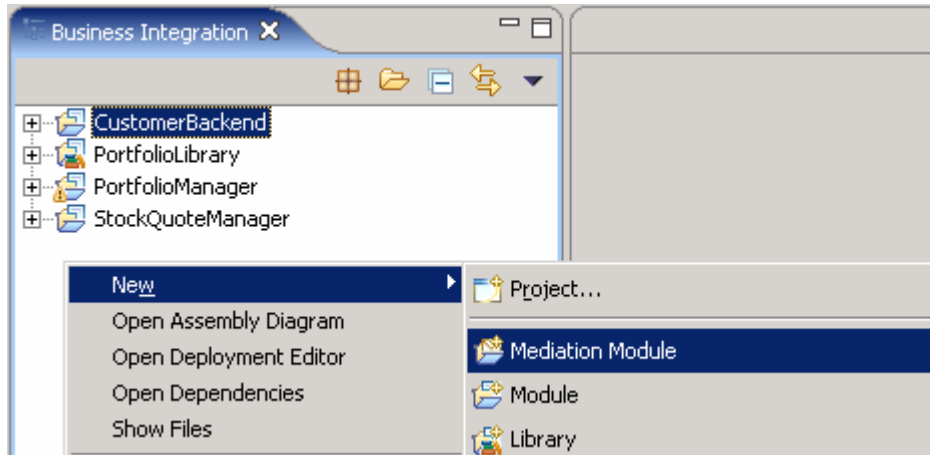 Business Integration
CustomerBackend
PortfolioLibrary
PortfolioManager
StockQuoteManager
New
Open Assembly Diagram
Open Deployment Editor
Open Dependencies
Show Files
Project...
Mediation Module
Module
Library